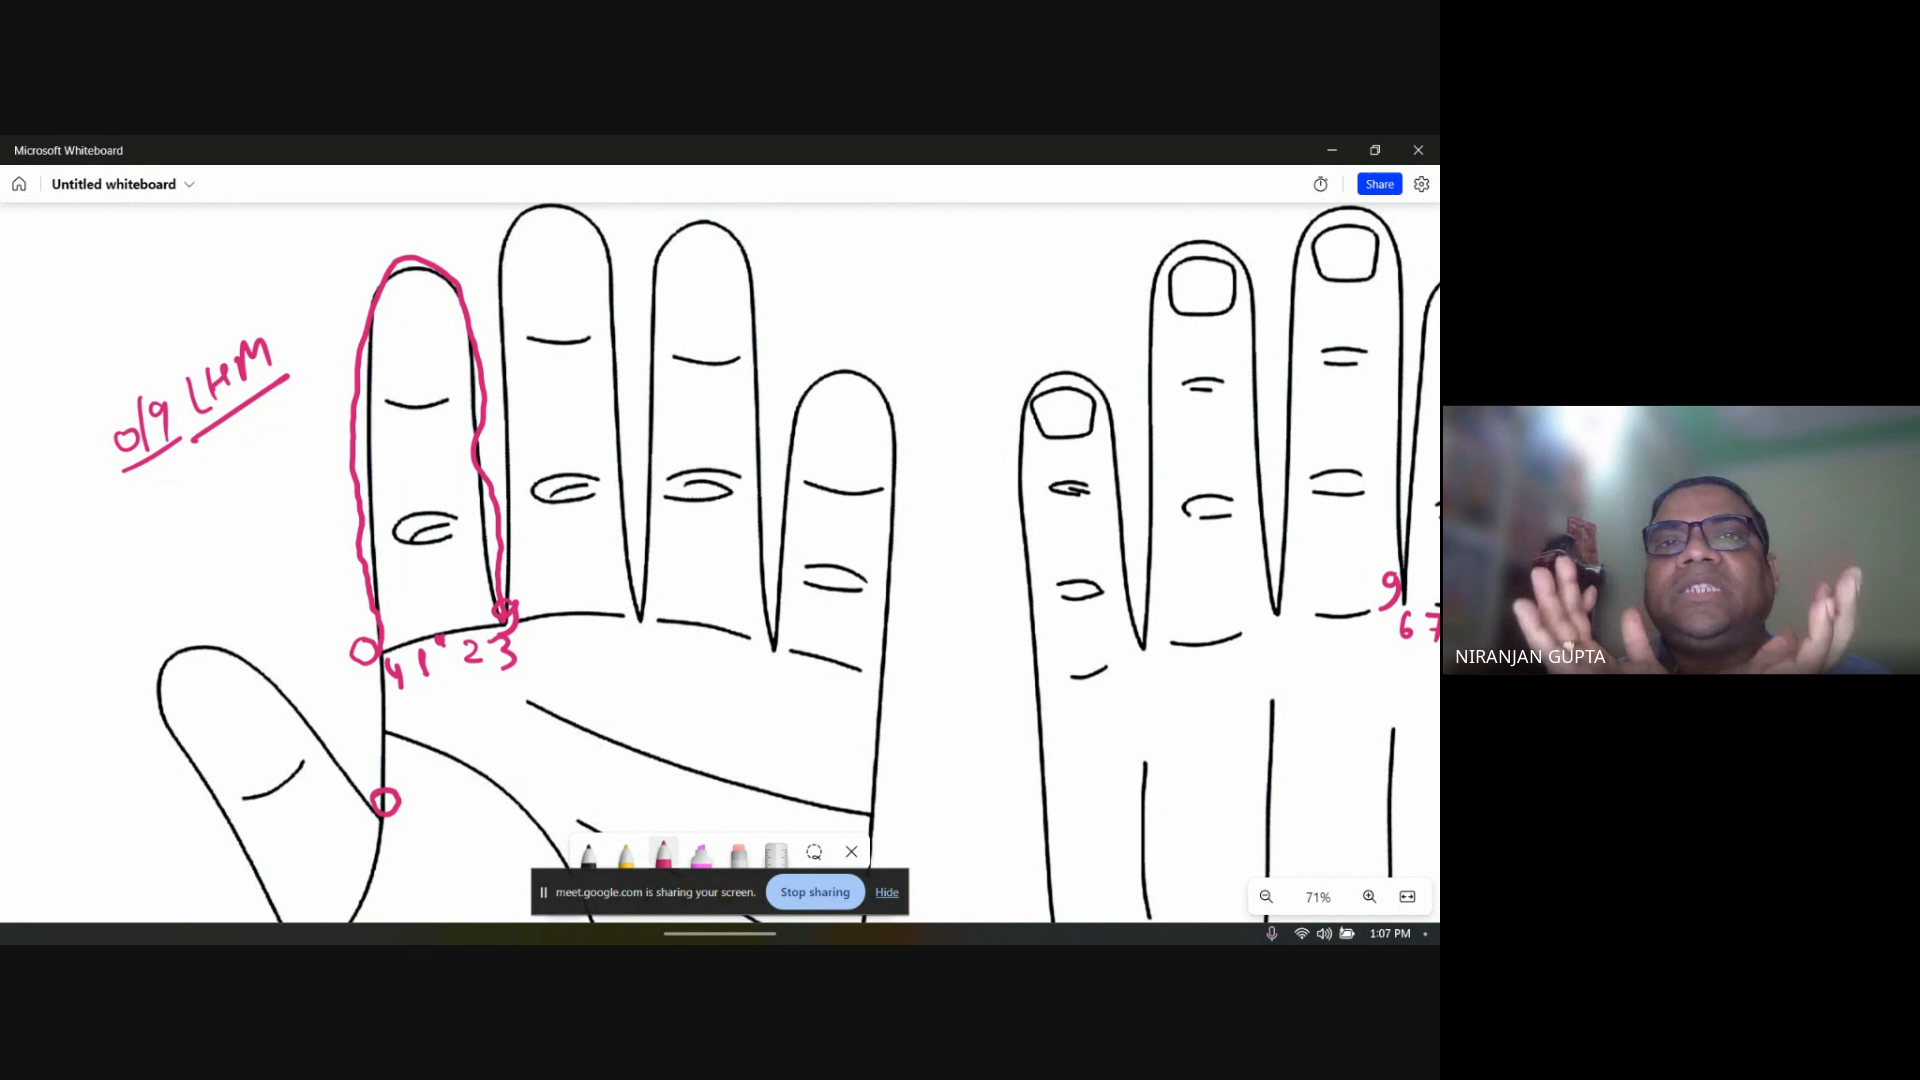 Microsoft Whiteboard
Untitled whiteboard
Share
o/9 LHM
0
4 1 2 3
9
6 7
NIRANJAN GUPTA
meet.google.com is sharing your screen.
Stop sharing
Hide
71%
1:07 PM